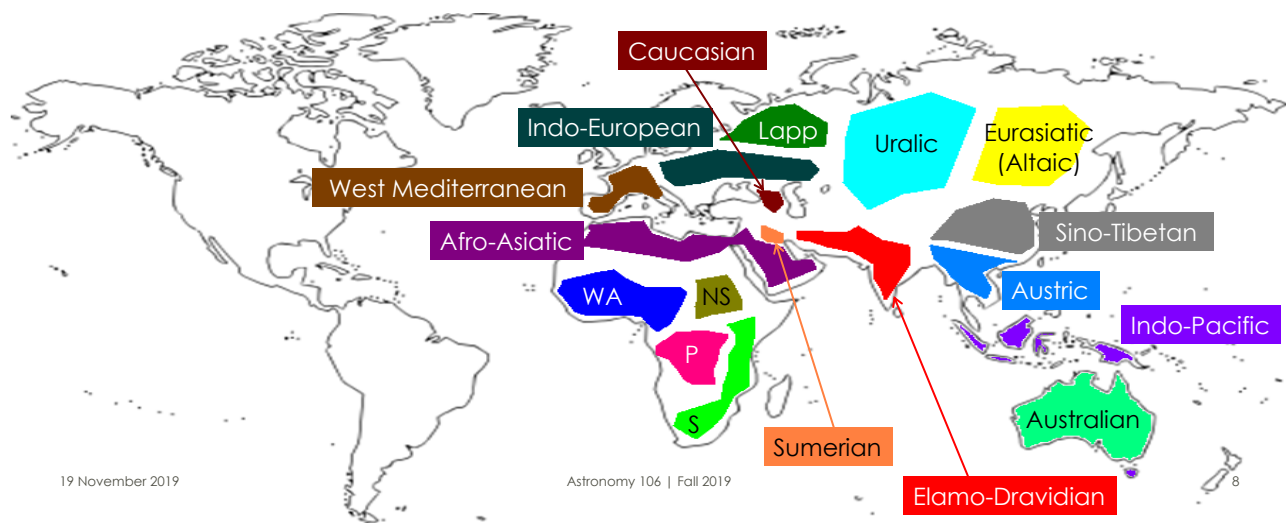 Caucasian
Indo-European
Lapp
Uralic
Eurasiatic
(Altaic)
West Mediterranean
Afro-Asiatic
Sino-Tibetan
WA
NS
Austric
Indo-Pacific
P
S
Australian
Sumerian
Elamo-Dravidian
19 November 2019
Astronomy 106 | Fall 2019
8